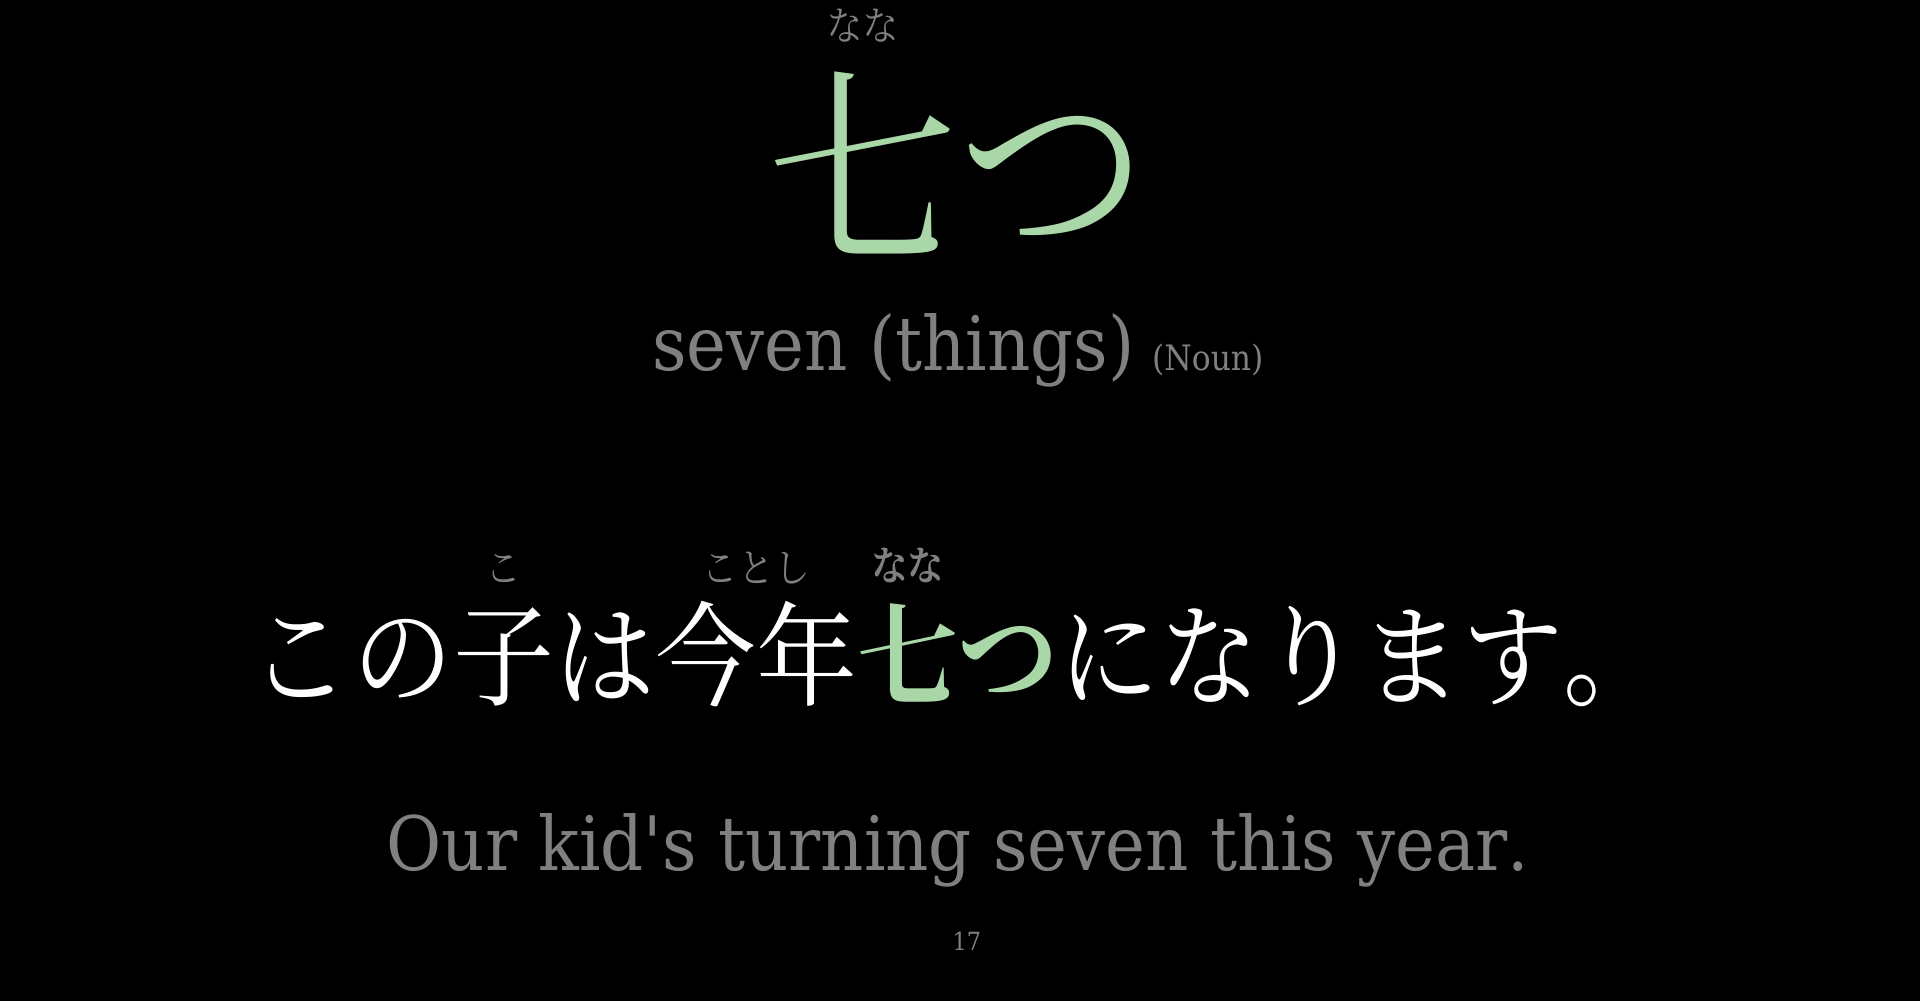 なな
七つ
seven (things) (Noun)
こ ことし なな
この子は今年七つになります。
Our kid's turning seven this year.
17